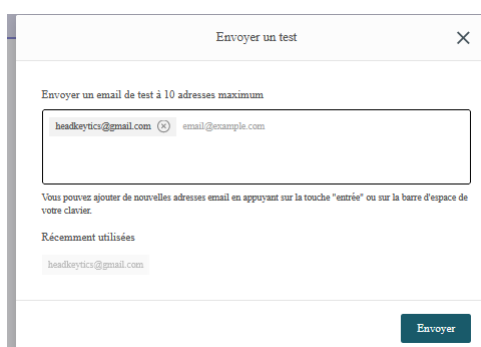 Envoyer un test
Envoyer un email de test à 10 adresses maximum
headkeytics@gmail.com email@example.com
Vous pouvez ajouter de nouvelles adresses email en appuyant sur la touche "entrée" ou sur la barre d'espace de
votre clavier.
Récemment utilisées
headkeytics@gmail.com
Envoyer